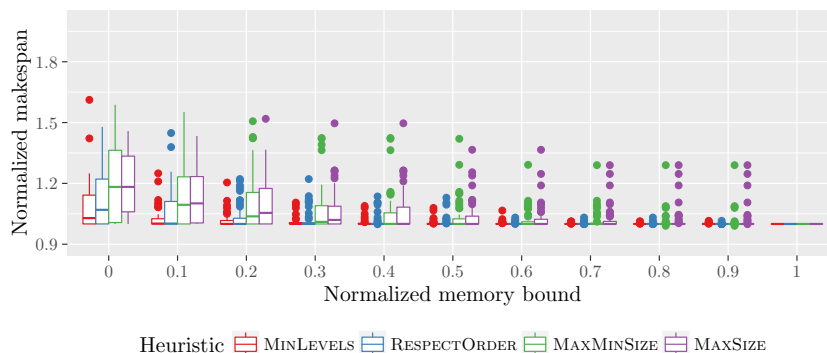 Normalized makespan
1.8
1.5
1.2
0.9
0 0.1 0.2 0.3 0.4 0.5 0.6 0.7 0.8 0.9 1
Normalized memory bound
Heuristic MINLEVELS RESPECTORDER MAXMINSIZE MAXSIZE